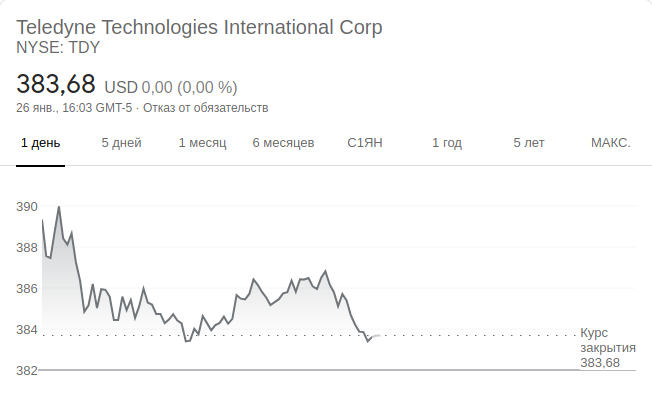 Teledyne Technologies International Corp
NYSE: TDY
383,68 USD 0,00 (0,00 %)
26 янв., 16:03 GMT-5 · Отказ от обязательств
1 день 5 дней 1 месяц 6 месяцев С1ЯН 1 год 5 лет МАКС.
390
388
386
384
Курс
закрытия
383,68
382